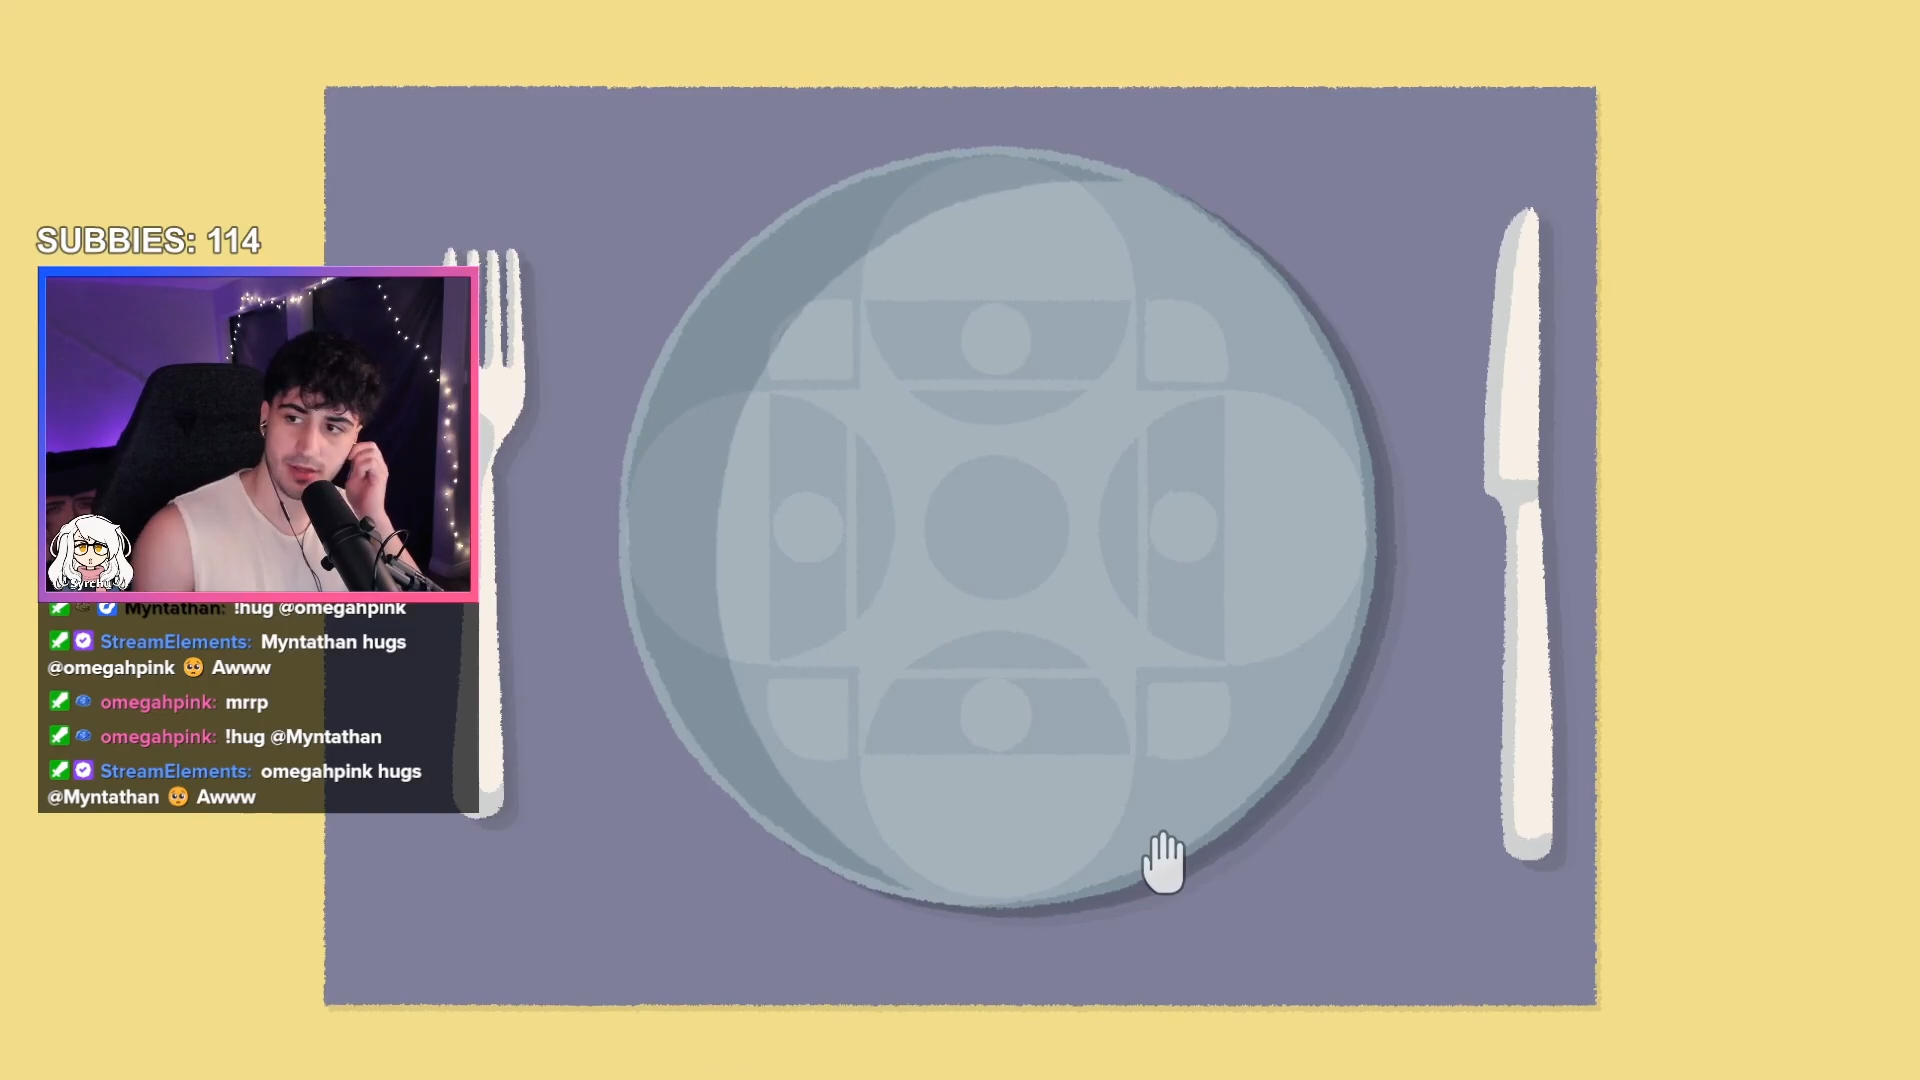 SUBBIES: 114
Syrchu
Myntathan: !hug @omegahpink
StreamElements: Myntathan hugs
@omegahpink 🥺 Awww
omegahpink: mrrp
omegahpink: !hug @Myntathan
StreamElements: omegahpink hugs
@Myntathan 🥺 Awww